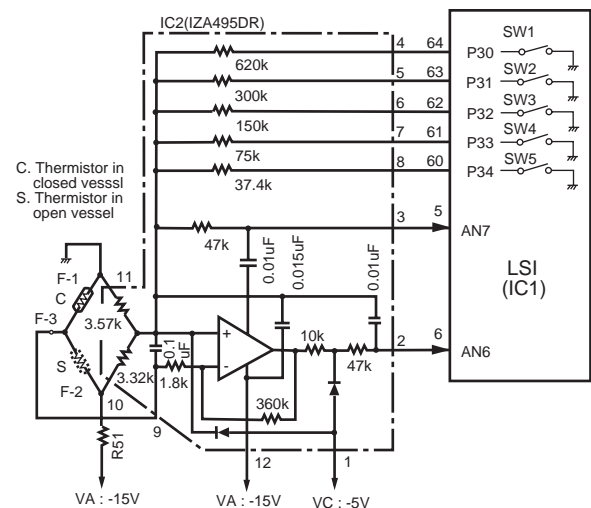 IC2(IZA495DR)
4 64
620k
P30
SW1
5 63
300k
P31
SW2
6 62
150k
P32
SW3
7 61
75k
P33
SW4
8 60
37.4k
P34
SW5
C. Thermistor in
closed vesssl
S. Thermistor in
open vessel
47k
3 5
AN7
0.01uF
0.015uF
0.01uF
LSI
(IC1)
F-1
11
C
F-3
3.57k
S
3.32k
F-2
10
0.1
uF
1.8k
+
-
10k
47k
2 6
AN6
360k
9
R51
12
1
VA : -15V
VA : -15V
VC : -5V